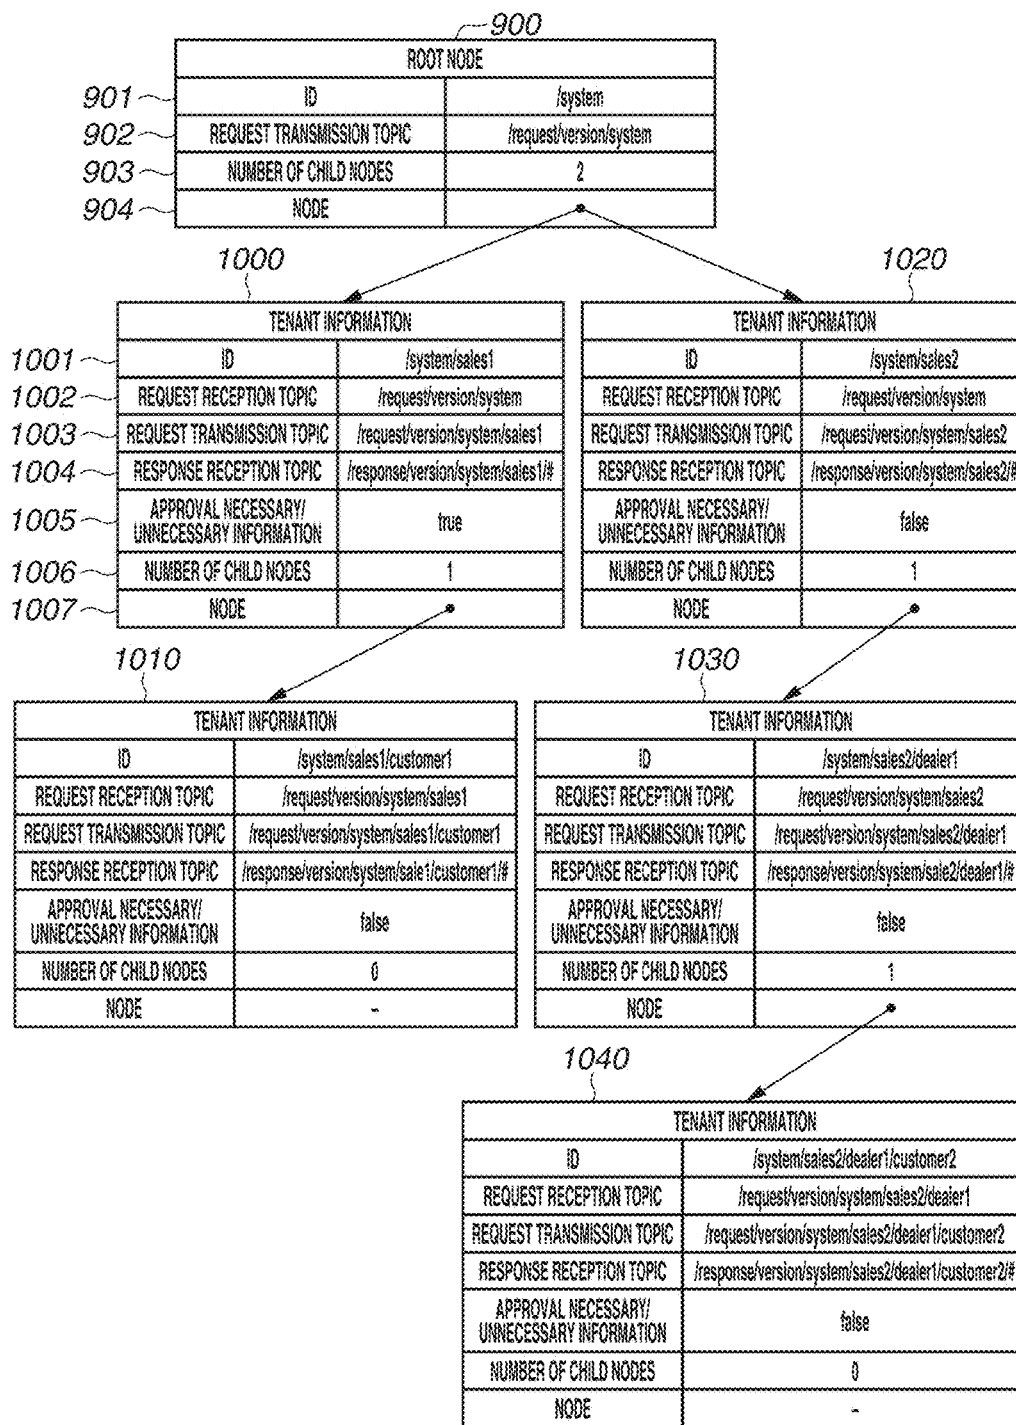 900
ROOT NODE
901 ID /system
902 REQUEST TRANSMISSION TOPIC /request/version/system
903 NUMBER OF CHILD NODES 2
904 NODE
1000
TENANT INFORMATION
1001 ID /system/sales1
1002 REQUEST RECEPTION TOPIC /request/version/system
1003 REQUEST TRANSMISSION TOPIC /request/version/system/sales1
1004 RESPONSE RECEPTION TOPIC /response/version/system/sales1/#
1005 APPROVAL NECESSARY/
UNNECESSARY INFORMATION true
1006 NUMBER OF CHILD NODES 1
1007 NODE
1020
TENANT INFORMATION
ID /system/sales2
REQUEST RECEPTION TOPIC /request/version/system
REQUEST TRANSMISSION TOPIC /request/version/system/sales2
RESPONSE RECEPTION TOPIC /response/version/system/sales2/#
APPROVAL NECESSARY/
UNNECESSARY INFORMATION false
NUMBER OF CHILD NODES 1
NODE
1010
TENANT INFORMATION
ID /system/sales1/customer1
REQUEST RECEPTION TOPIC /request/version/system/sales1
REQUEST TRANSMISSION TOPIC /request/version/system/sales1/customer1
RESPONSE RECEPTION TOPIC /response/version/system/sale1/customer1/#
APPROVAL NECESSARY/
UNNECESSARY INFORMATION false
NUMBER OF CHILD NODES 0
NODE –
1030
TENANT INFORMATION
ID /system/sales2/dealer1
REQUEST RECEPTION TOPIC /request/version/system/sales2
REQUEST TRANSMISSION TOPIC /request/version/system/sales2/dealer1
RESPONSE RECEPTION TOPIC /response/version/system/sale2/dealer1/#
APPROVAL NECESSARY/
UNNECESSARY INFORMATION false
NUMBER OF CHILD NODES 1
NODE
1040
TENANT INFORMATION
ID /system/sales2/dealer1/customer2
REQUEST RECEPTION TOPIC /request/version/system/sales2/dealer1
REQUEST TRANSMISSION TOPIC /request/version/system/sales2/dealer1/customer2
RESPONSE RECEPTION TOPIC /response/version/system/sales2/dealer1/customer2/#
APPROVAL NECESSARY/
UNNECESSARY INFORMATION false
NUMBER OF CHILD NODES 0
NODE –